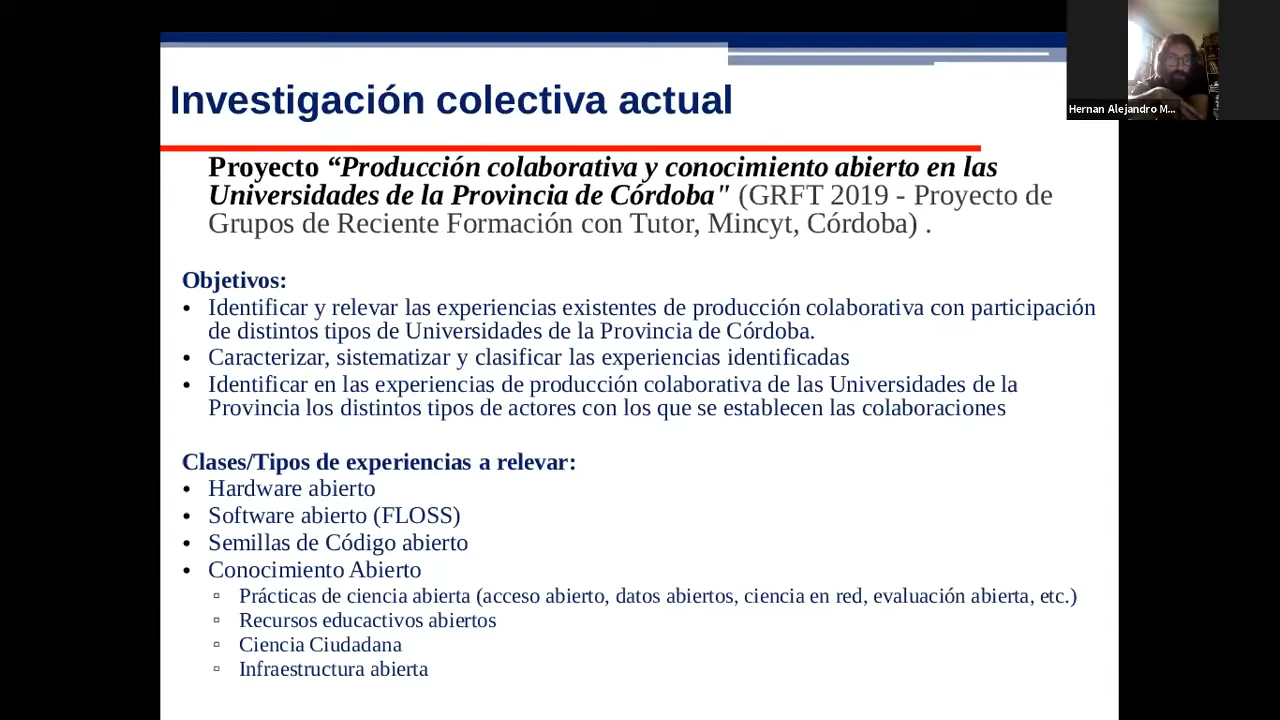 Investigación colectiva actual
Hernan Alejandro M...
Proyecto “Producción colaborativa y conocimiento abierto en las
Universidades de la Provincia de Córdoba" (GRFT 2019 - Proyecto de
Grupos de Reciente Formación con Tutor, Mincyt, Córdoba) .
Objetivos:
• Identificar y relevar las experiencias existentes de producción colaborativa con participación
de distintos tipos de Universidades de la Provincia de Córdoba.
• Caracterizar, sistematizar y clasificar las experiencias identificadas
• Identificar en las experiencias de producción colaborativa de las Universidades de la
Provincia los distintos tipos de actores con los que se establecen las colaboraciones
Clases/Tipos de experiencias a relevar:
• Hardware abierto
• Software abierto (FLOSS)
• Semillas de Código abierto
• Conocimiento Abierto
▫ Prácticas de ciencia abierta (acceso abierto, datos abiertos, ciencia en red, evaluación abierta, etc.)
▫ Recursos educactivos abiertos
▫ Ciencia Ciudadana
▫ Infraestructura abierta